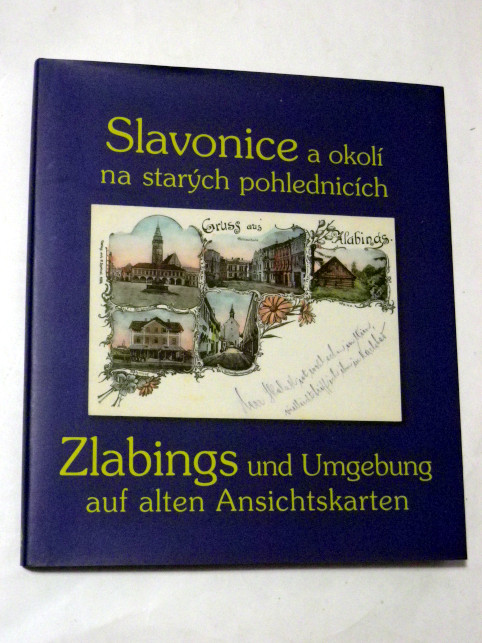 Slavonice a okolí
na starých pohlednicích
Gruss aus
Zlabings.
Zlabings und Umgebung
auf alten Ansichtskarten